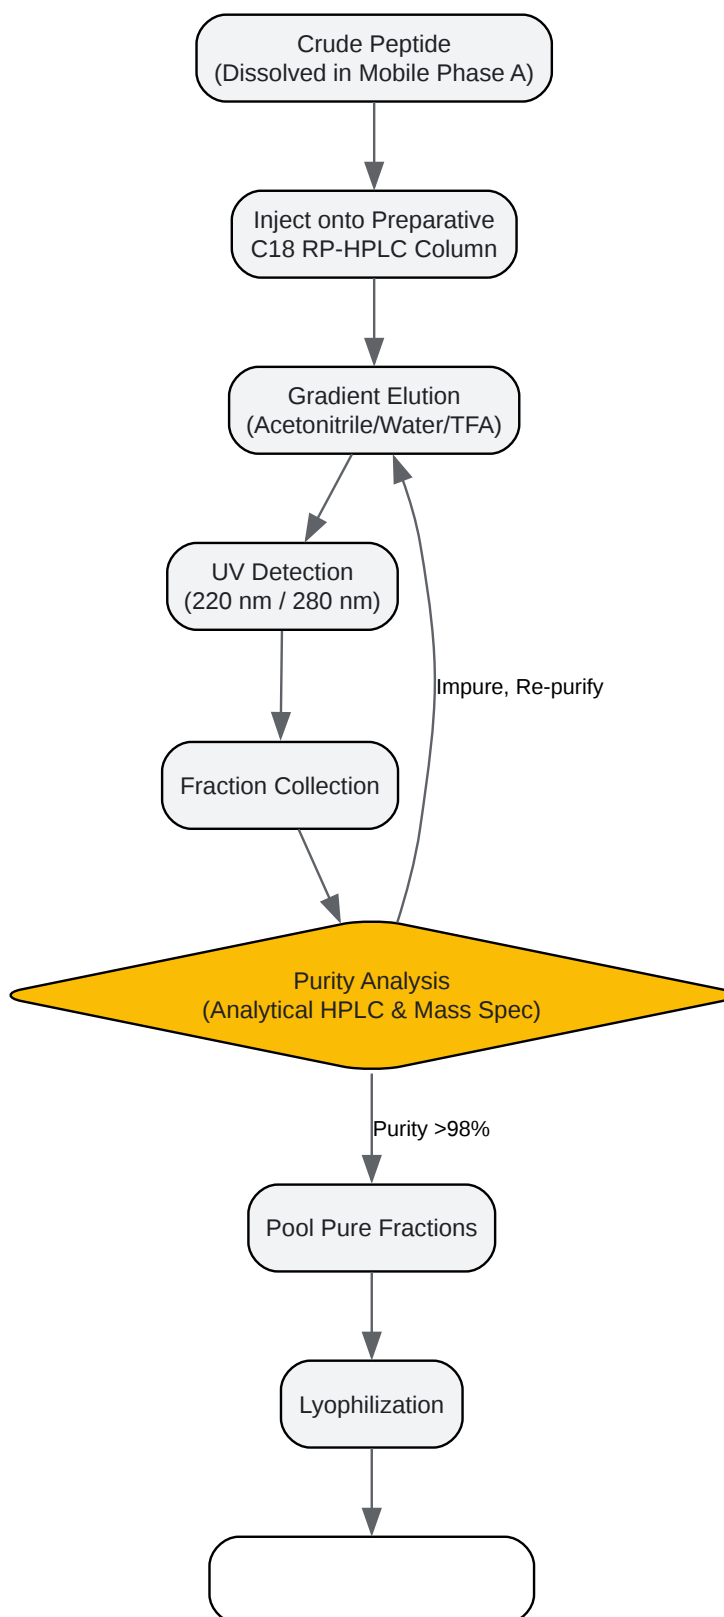 Crude Peptide
(Dissolved in Mobile Phase A)
Inject onto Preparative
C18 RP-HPLC Column
Gradient Elution
(Acetonitrile/Water/TFA)
UV Detection
(220 nm / 280 nm)
Impure, Re-purify
Fraction Collection
Purity Analysis
(Analytical HPLC & Mass Spec)
Purity >98%
Pool Pure Fractions
Lyophilization